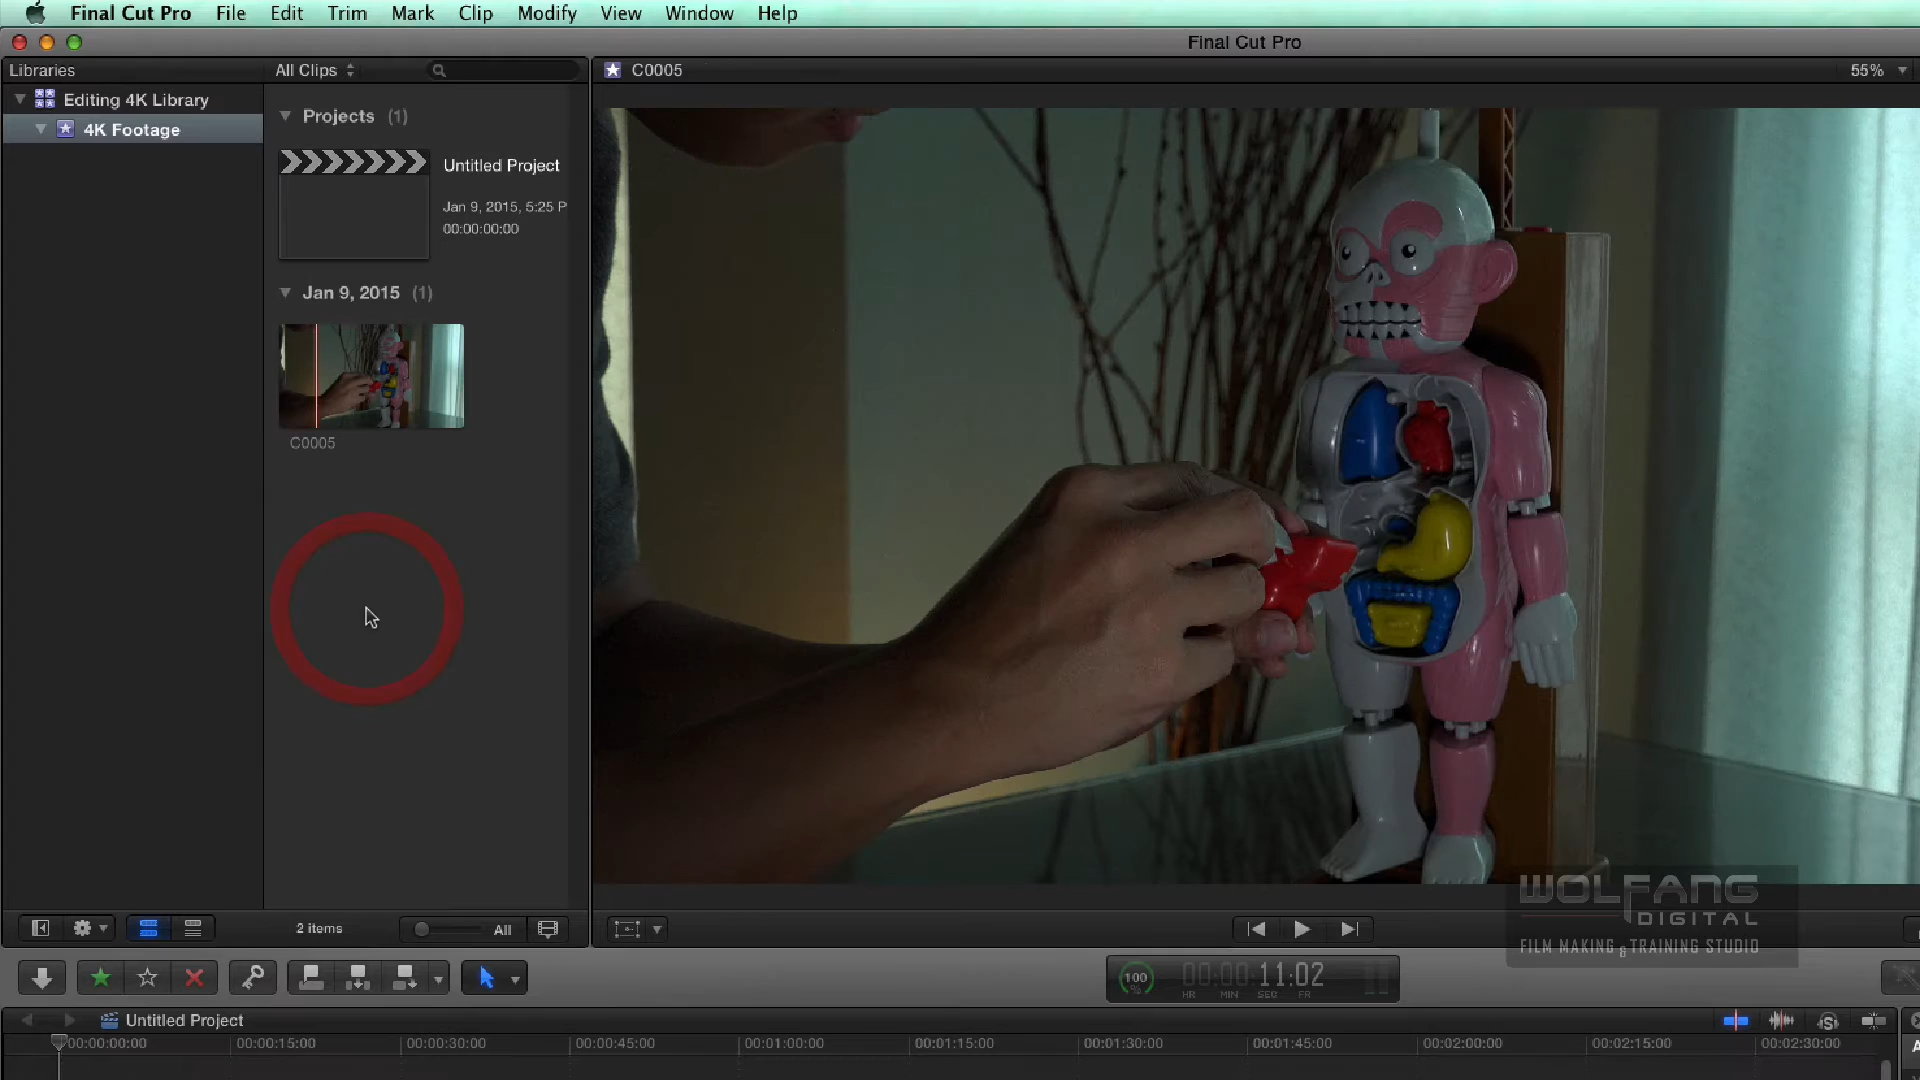 Final Cut Pro File Edit Trim Mark Clip Modify View Window Help
Final Cut Pro
Libraries All Clips C0005 55%
Editing 4K Library
4K Footage
Projects (1)
Untitled Project
Jan 9, 2015, 5:25 P
00:00:00:00
Jan 9, 2015 (1)
C0005
2 items All
WOLFANG
DIGITAL
FILM MAKING & TRAINING STUDIO
100 % 00:00:11:02
HR MIN SEC FR
Untitled Project
00:00:00:00 00:00:15:00 00:00:30:00 00:00:45:00 00:01:00:00 00:01:15:00 00:01:30:00 00:01:45:00 00:02:00:00 00:02:15:00 00:02:30:00